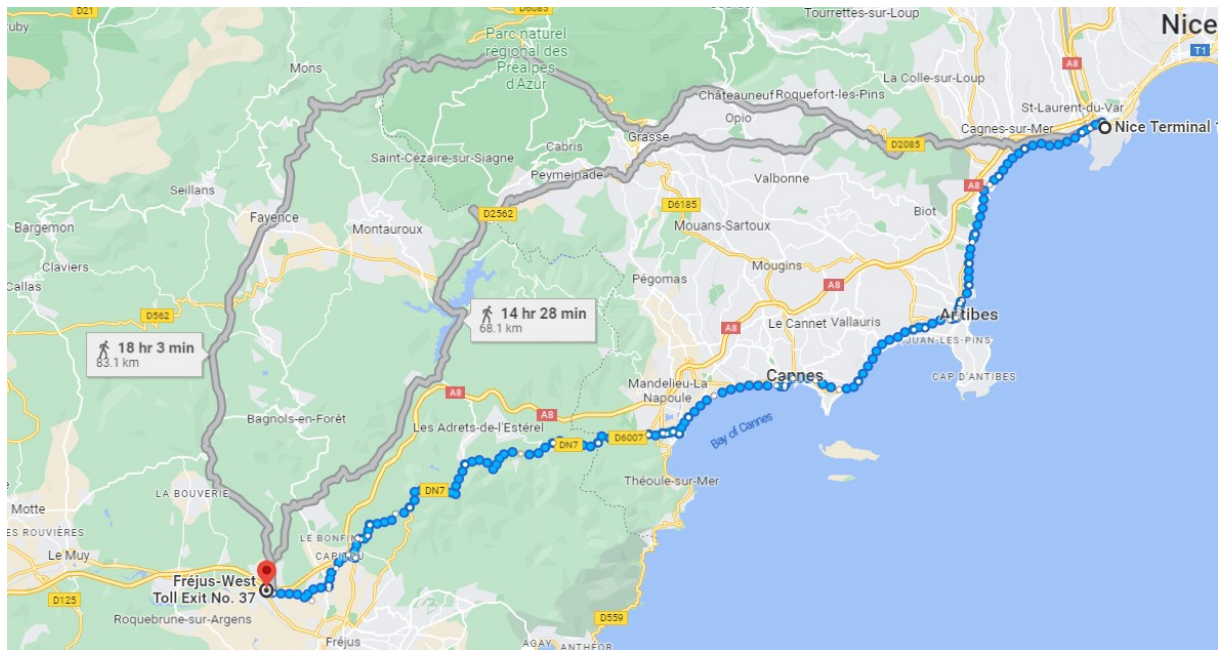 D21
D6085
Tourrettes-sur-Loup
Nice
T1
Parc naturel
régional des
Préalpes
d'Azur
Mons
A8
La Colle-sur-Loup
Châteauneuf
Roquefort-les-Pins
St-Laurent-du-Var
Opio
Grasse
Cagnes-sur-Mer
Nice Terminal 1
D2085
Saint-Cézaire-sur-Siagne
Cabris
Peymeinade
Valbonne
A8
Seillans
D2562
D6185
Biot
Fayence
Montauroux
Mouans-Sartoux
Bargemon
Claviers
Mougins
Callas
Pégomas
A8
D562
14 hr 28 min
68.1 km
Antibes
Le Cannet
Vallauris
A8
18 hr 3 min
83.1 km
JUAN-LES-PINS
Cannes
CAP D'ANTIBES
Mandelieu-La
Napoule
A8
A8
Bagnols-en-Forêt
Les Adrets-de-l'Estérel
Bay of Cannes
DN7
D6007
Théoule-sur-Mer
DN7
LA BOUVERIE
Motte
LE BONFIN
Le Muy
CAPITOU
Fréjus-West
Toll Exit No. 37
D125
Roquebrune-sur-Argens
D559
Fréjus
AGAY
ANTHÉOR